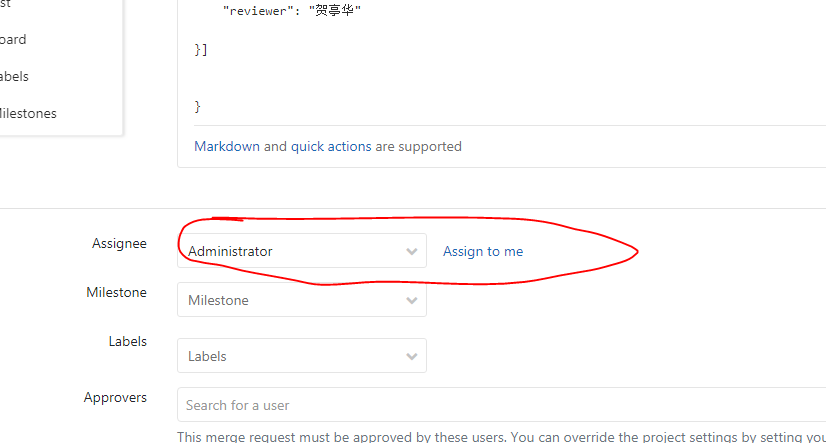 "reviewer": "贺亭华"
}]
}
oard
abels
Milestones
Markdown and quick actions are supported
Assignee
Administrator
Assign to me
Milestone
Milestone
Labels
Labels
Approvers
Search for a user
This merge request must be approved by these users. You can override the project settings by setting you